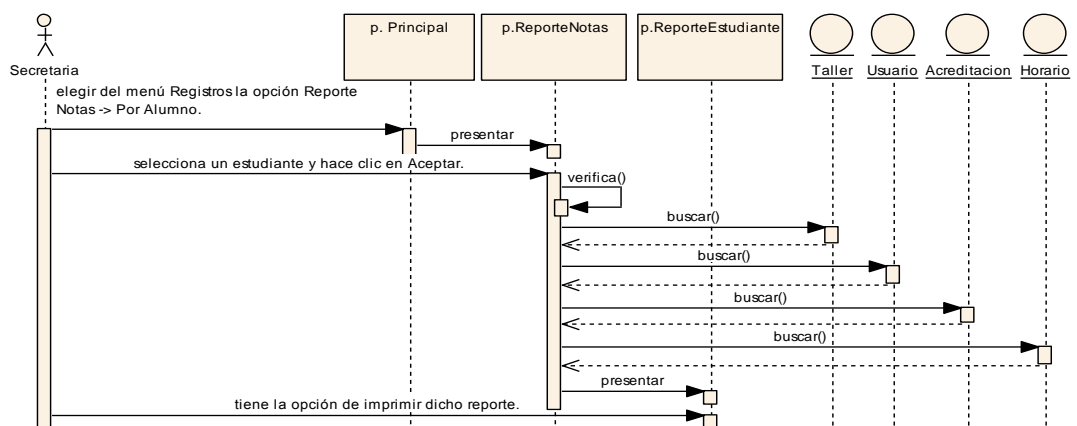 p. Principal
p.ReporteNotas
p.ReporteEstudiante
Secretaria
Taller
Usuario
Acreditacion
Horario
elegir del menú Registros la opción Reporte
Notas -> Por Alumno.
presentar
selecciona un estudiante y hace clic en Aceptar.
verifica()
buscar()
buscar()
buscar()
buscar()
presentar
tiene la opción de imprimir dicho reporte.